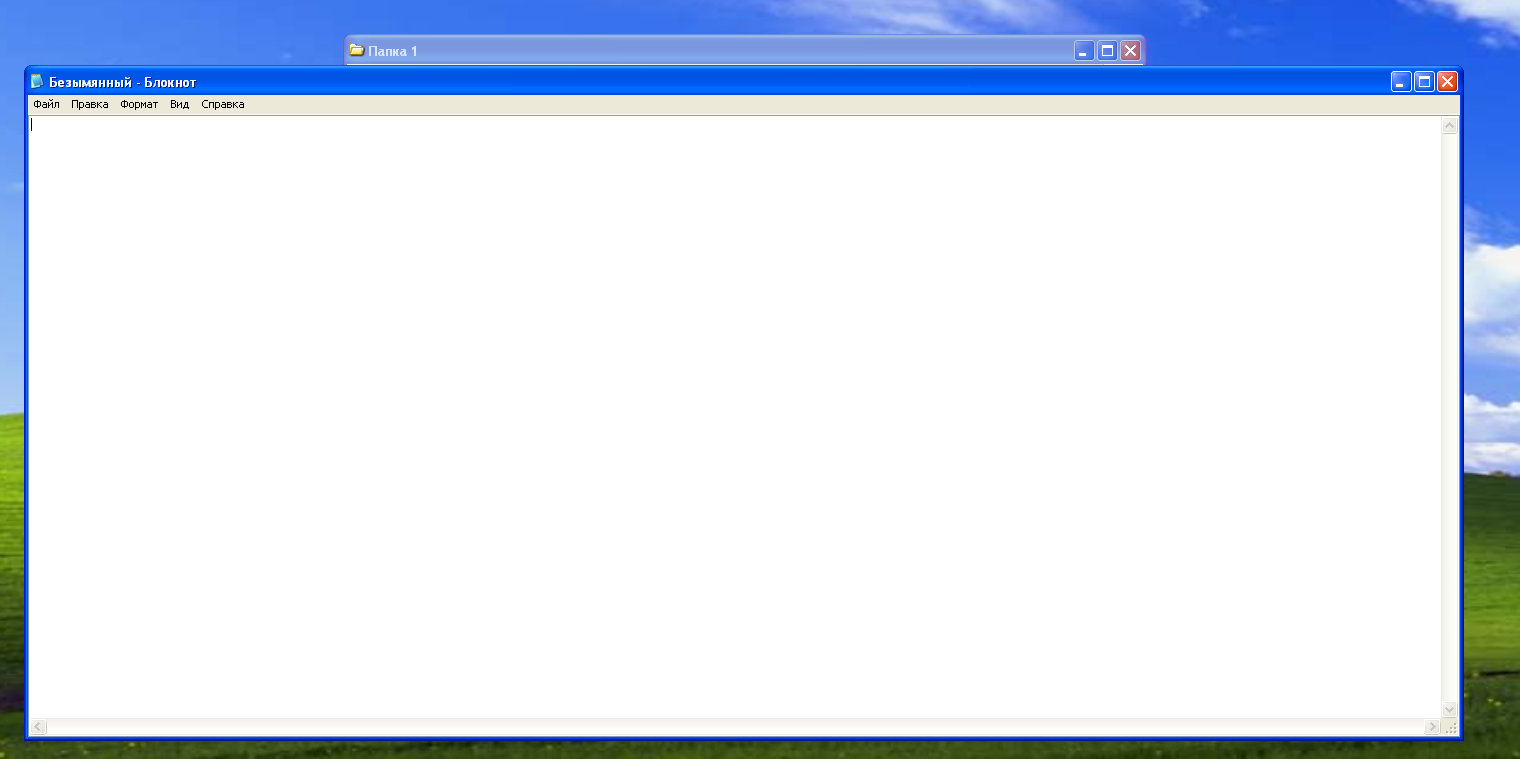 Папка 1
Безымянный - Блокнот
Файл Правка Формат Вид Справка